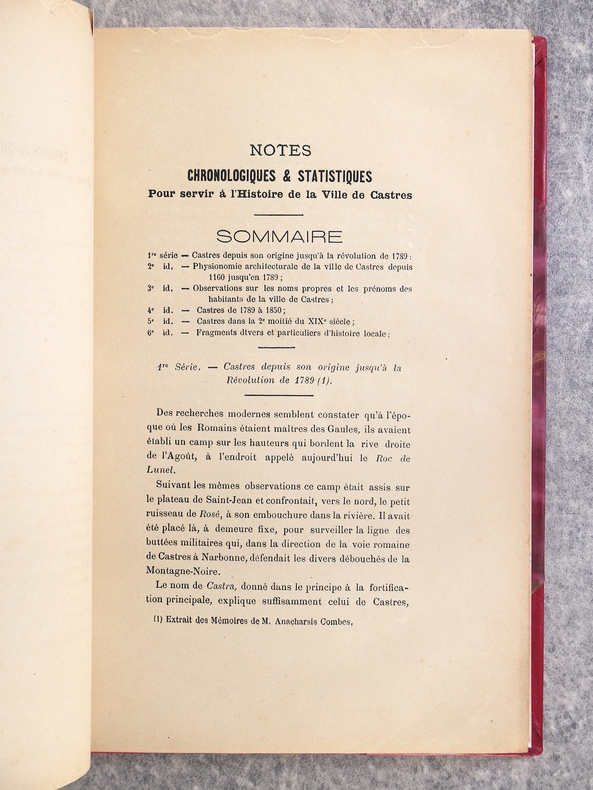 NOTES
CHRONOLOGIQUES & STATISTIQUES
Pour servir à l'Histoire de la Ville de Castres
SOMMAIRE
1re série — Castres depuis son origine jusqu'à la révolution de 1789 ;
2e id. — Physionomie architecturale de la ville de Castres depuis
1160 jusqu'en 1789 ;
3e id. — Observations sur les noms propres et les prénoms des
habitants de la ville de Castres ;
4e id. — Castres de 1789 à 1850 ;
5e id. — Castres dans la 2e moitié du XIXe siècle ;
6e id. — Fragments divers et particuliers d'histoire locale ;
1re Série. — Castres depuis son origine jusqu'à la
Révolution de 1789 (1).
Des recherches modernes semblent constater qu'à l'épo-
que où les Romains étaient maîtres des Gaules, ils avaient
établi un camp sur les hauteurs qui bordent la rive droite
de l'Agoût, à l'endroit appelé aujourd'hui le Roc de
Lunel.
Suivant les mêmes observations ce camp était assis sur
le plateau de Saint-Jean et confrontait, vers le nord, le petit
ruisseau de Rosé, à son embouchure dans la rivière. Il avait
été placé là, à demeure fixe, pour surveiller la ligne des
buttées militaires qui, dans la direction de la voie romaine
de Castres à Narbonne, défendait les divers débouchés de la
Montagne-Noire.
Le nom de Castra, donné dans le principe à la fortifica-
tion principale, explique suffisamment celui de Castres,
(1) Extrait des Mémoires de M. Anacharsis Combes,